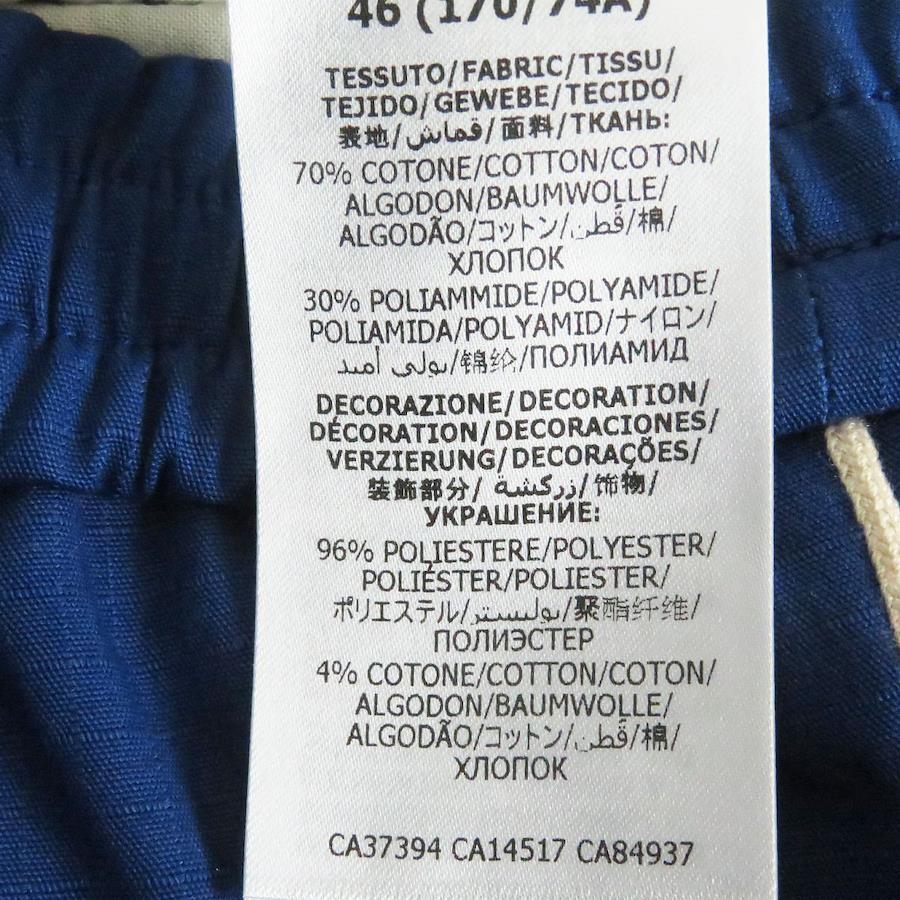 46 (170/74A)
TESSUTO/FABRIC/TISSU/
TEJIDO/GEWEBE/TECIDO/
表地/قماش/面料/ТКАНЬ:
70% COTONE/COTTON/COTON/
ALGODON/BAUMWOLLE/
ALGODÃO/コットン/قُطن/棉/
ХЛОПОК
30% POLIAMMIDE/POLYAMIDE/
POLIAMIDA/POLYAMID/ナイロン/
بولي أميد/锦纶/ПОЛИАМИД
DECORAZIONE/DECORATION/
DÉCORATION/DECORACIONES/
VERZIERUNG/DECORAÇÕES/
装飾部分/زركشة/饰物/
УКРАШЕНИЕ:
96% POLIESTERE/POLYESTER/
POLIÉSTER/POLIESTER/
ポリエステル/بوليستر/聚酯纤维/
ПОЛИЭСТЕР
4% COTONE/COTTON/COTON/
ALGODON/BAUMWOLLE/
ALGODÃO/コットン/قُطن/棉/
ХЛОПОК
CA37394 CA14517 CA84937